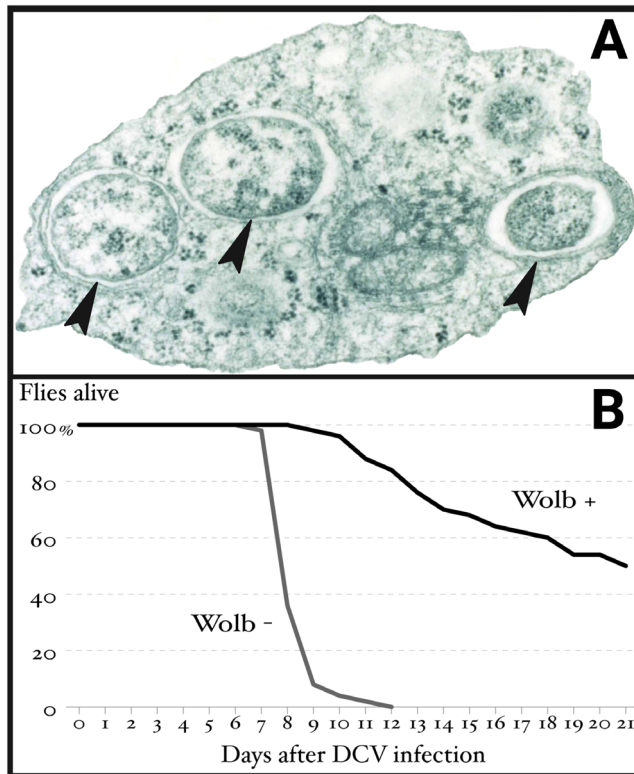 A
B
Flies alive
100%
80
60
40
20
0
Wolb +
Wolb -
0 1 2 3 4 5 6 7 8 9 10 11 12 13 14 15 16 17 18 19 20 21
Days after DCV infection